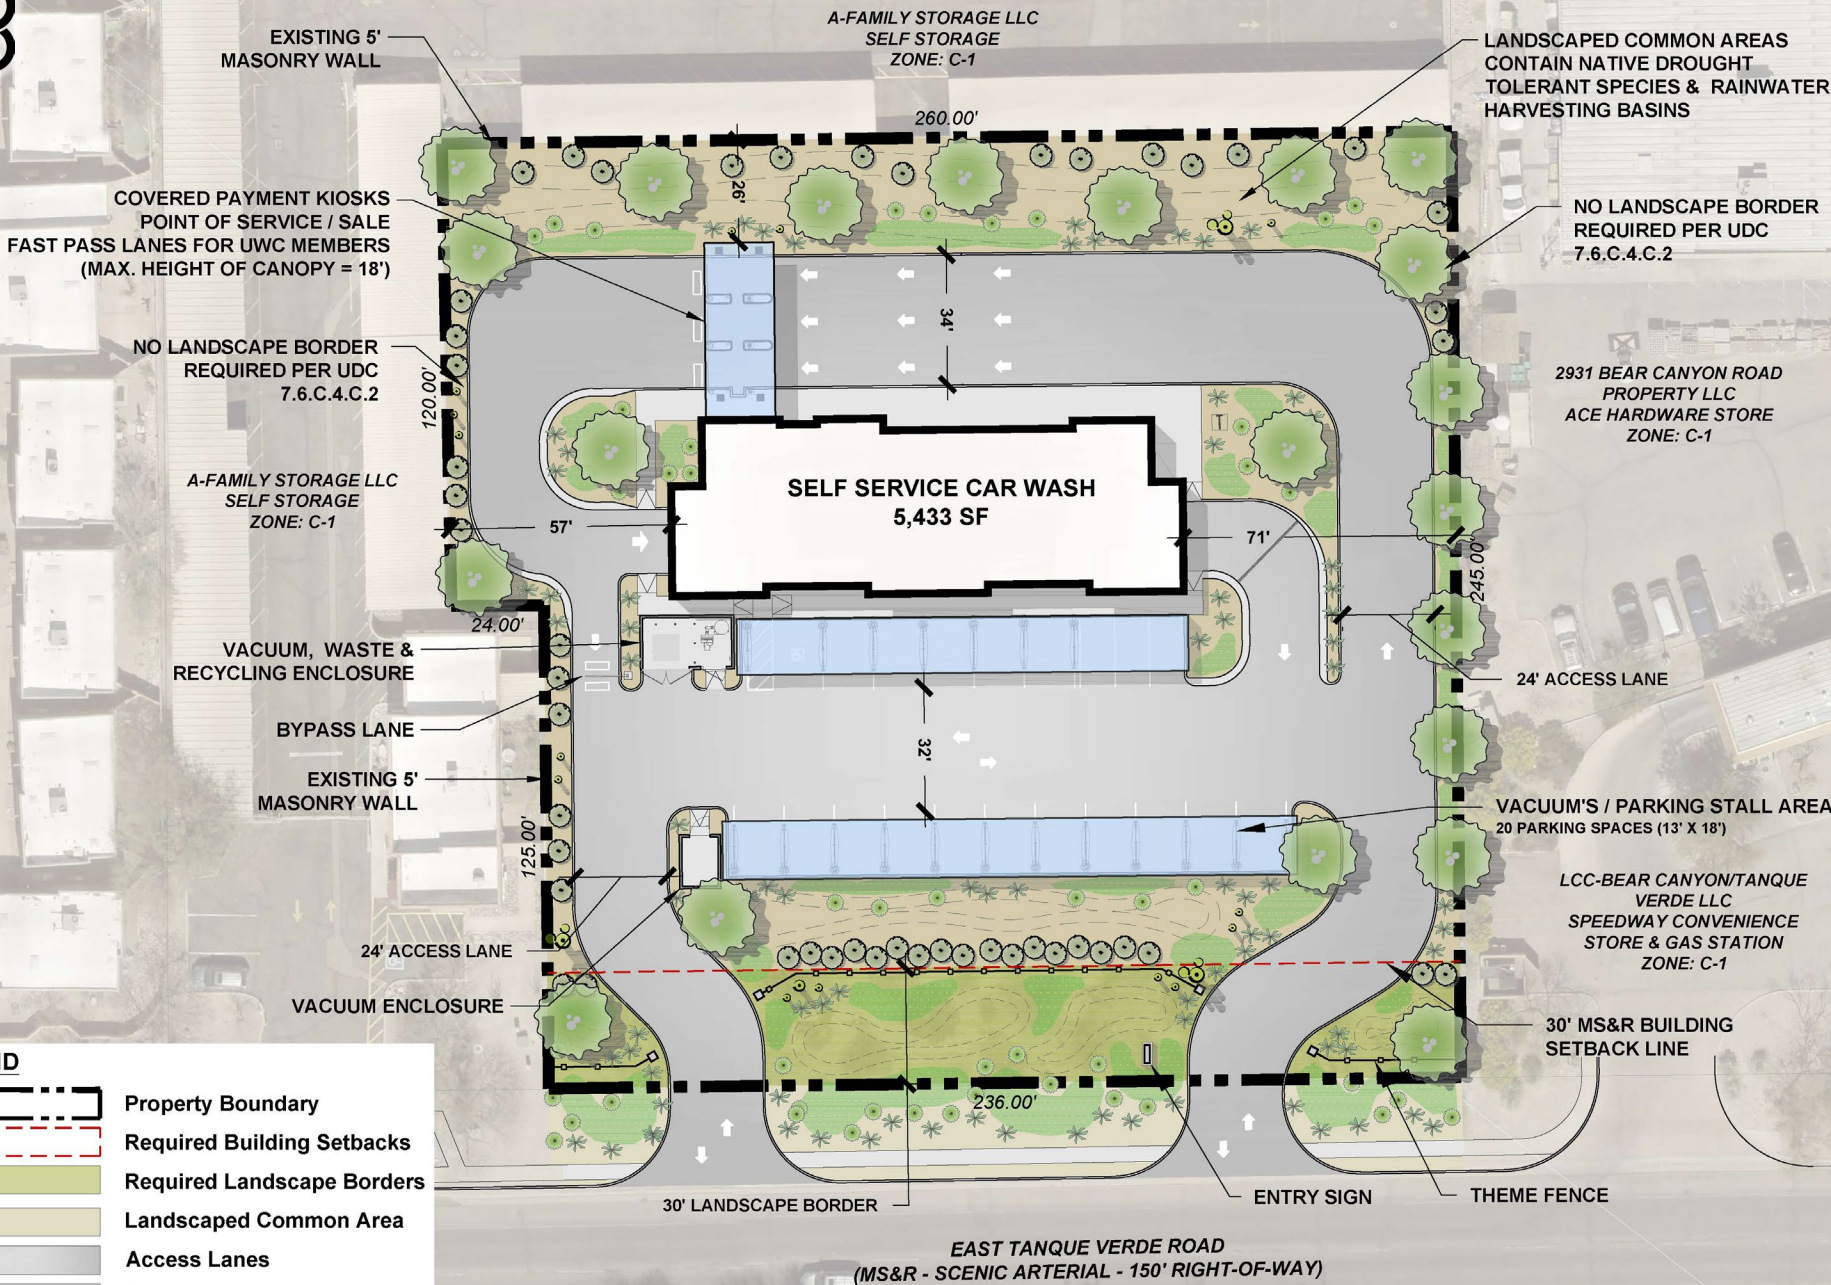 A-FAMILY STORAGE LLC
SELF STORAGE
ZONE: C-1
EXISTING 5'
MASONRY WALL
LANDSCAPED COMMON AREAS
CONTAIN NATIVE DROUGHT
TOLERANT SPECIES & RAINWATER
HARVESTING BASINS
260.00'
26'
COVERED PAYMENT KIOSKS
POINT OF SERVICE / SALE
FAST PASS LANES FOR UWC MEMBERS
(MAX. HEIGHT OF CANOPY = 18')
NO LANDSCAPE BORDER
REQUIRED PER UDC
7.6.C.4.C.2
34'
NO LANDSCAPE BORDER
REQUIRED PER UDC
7.6.C.4.C.2
120.00'
2931 BEAR CANYON ROAD
PROPERTY LLC
ACE HARDWARE STORE
ZONE: C-1
A-FAMILY STORAGE LLC
SELF STORAGE
ZONE: C-1
SELF SERVICE CAR WASH
5,433 SF
57'
71'
245.00'
24.00'
VACUUM, WASTE &
RECYCLING ENCLOSURE
24' ACCESS LANE
BYPASS LANE
32'
EXISTING 5'
MASONRY WALL
VACUUM'S / PARKING STALL AREA
20 PARKING SPACES (13' X 18')
125.00'
LCC-BEAR CANYON/TANQUE
VERDE LLC
SPEEDWAY CONVENIENCE
STORE & GAS STATION
ZONE: C-1
24' ACCESS LANE
VACUUM ENCLOSURE
30' MS&R BUILDING
SETBACK LINE
236.00'
Property Boundary
Required Building Setbacks
Required Landscape Borders
Landscaped Common Area
Access Lanes
30' LANDSCAPE BORDER
ENTRY SIGN
THEME FENCE
EAST TANQUE VERDE ROAD
(MS&R - SCENIC ARTERIAL - 150' RIGHT-OF-WAY)